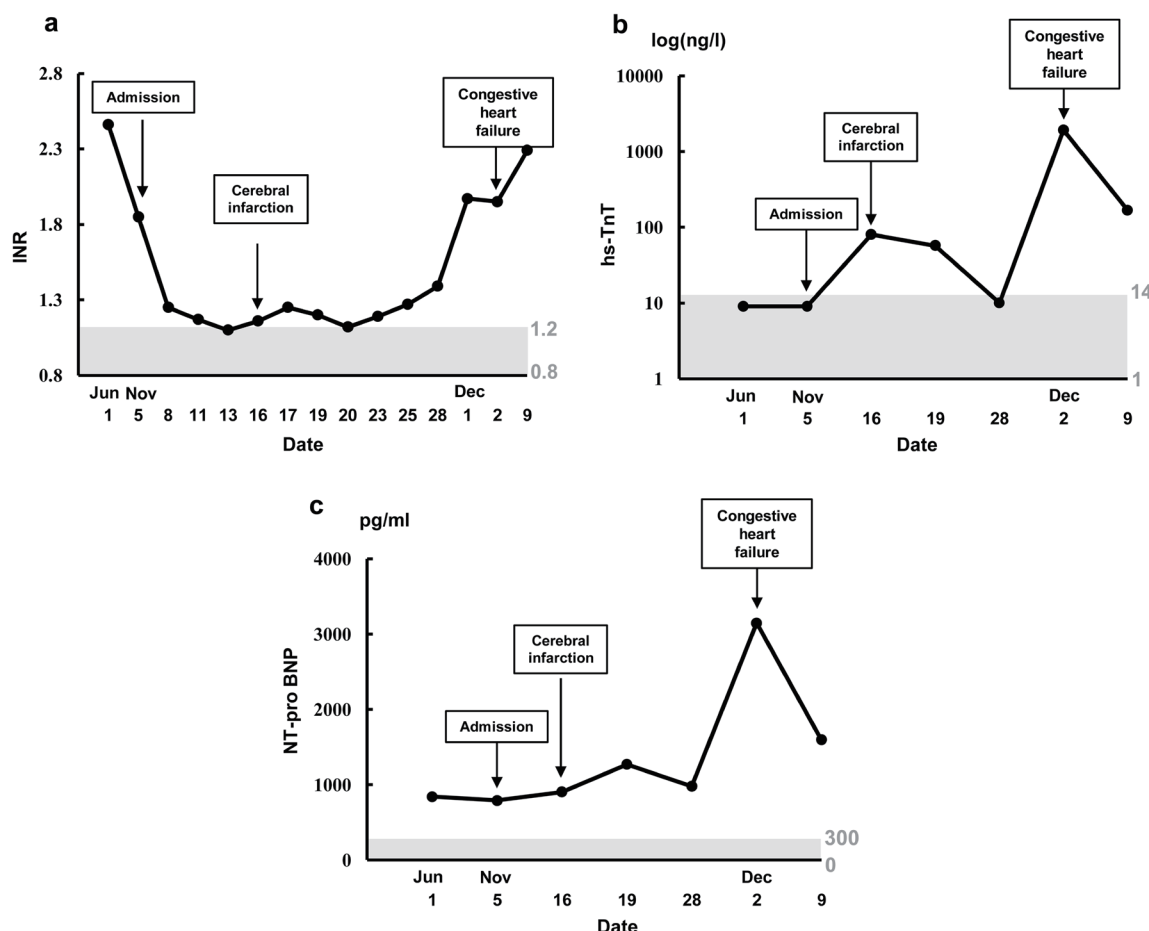 a
2.8
2.3
1.8
1.3
0.8
INR
Admission
Cerebral
infarction
Congestive
heart
failure
1.2
0.8
Jun Nov Dec
1 5 8 11 13 16 17 19 20 23 25 28 1 2 9
Date
b
log(ng/l)
10000
1000
100
10
1
hs-TnT
Admission
Cerebral
infarction
Congestive
heart
failure
14
1
Jun Nov Dec
1 5 16 19 28 2 9
Date
c
pg/ml
4000
3000
2000
1000
0
NT-pro BNP
Admission
Cerebral
infarction
Congestive
heart
failure
300
0
Jun Nov Dec
1 5 16 19 28 2 9
Date